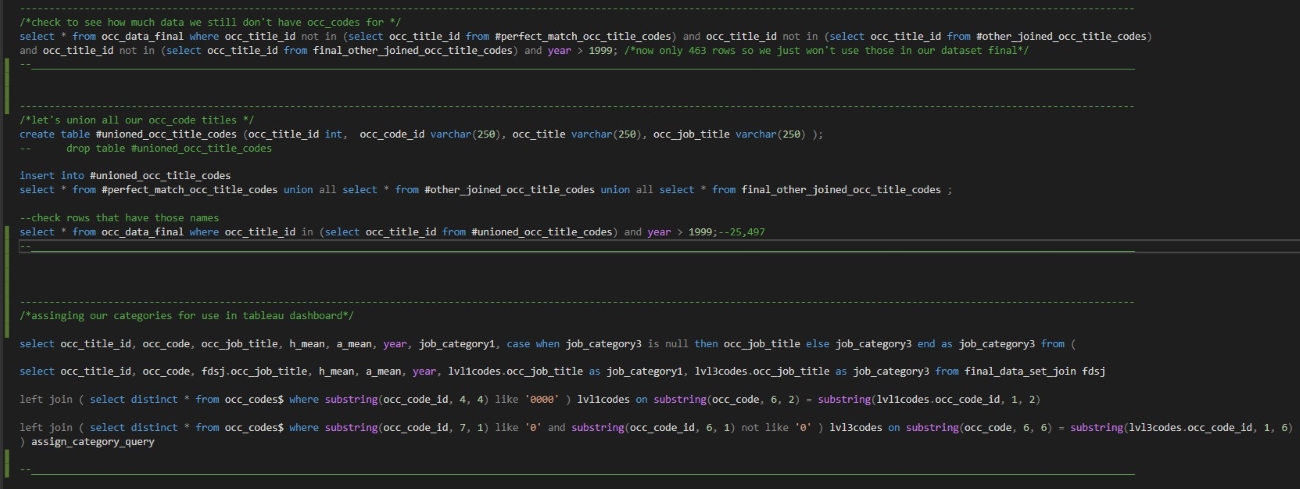 /*check to see how much data we still don't have occ_codes for */
select * from occ_data_final where occ_title_id not in (select occ_title_id from #perfect_match_occ_title_codes) and occ_title_id not in (select occ_title_id from #other_joined_occ_title_codes)
and occ_title_id not in (select occ_title_id from final_other_joined_occ_title_codes) and year > 1999; /*now only 463 rows so we just won't use those in our dataset final*/
--
/*let's union all our occ_code titles */
create table #unioned_occ_title_codes (occ_title_id int,  occ_code_id varchar(250), occ_title varchar(250), occ_job_title varchar(250) );
--      drop table #unioned_occ_title_codes
insert into #unioned_occ_title_codes
select * from #perfect_match_occ_title_codes union all select * from #other_joined_occ_title_codes union all select * from final_other_joined_occ_title_codes ;
--check rows that have those names
select * from occ_data_final where occ_title_id in (select occ_title_id from #unioned_occ_title_codes) and year > 1999;--25,497
--
/*assinging our categories for use in tableau dashboard*/
select occ_title_id, occ_code, occ_job_title, h_mean, a_mean, year, job_category1, case when job_category3 is null then occ_job_title else job_category3 end as job_category3 from (
select occ_title_id, occ_code, fdsj.occ_job_title, h_mean, a_mean, year, lvl1codes.occ_job_title as job_category1, lvl3codes.occ_job_title as job_category3 from final_data_set_join fdsj
left join ( select distinct * from occ_codes$ where substring(occ_code_id, 4, 4) like '0000' ) lvl1codes on substring(occ_code, 6, 2) = substring(lvl1codes.occ_code_id, 1, 2)
left join ( select distinct * from occ_codes$ where substring(occ_code_id, 7, 1) like '0' and substring(occ_code_id, 6, 1) not like '0' ) lvl3codes on substring(occ_code, 6, 6) = substring(lvl3codes.occ_code_id, 1, 6)
) assign_category_query
--